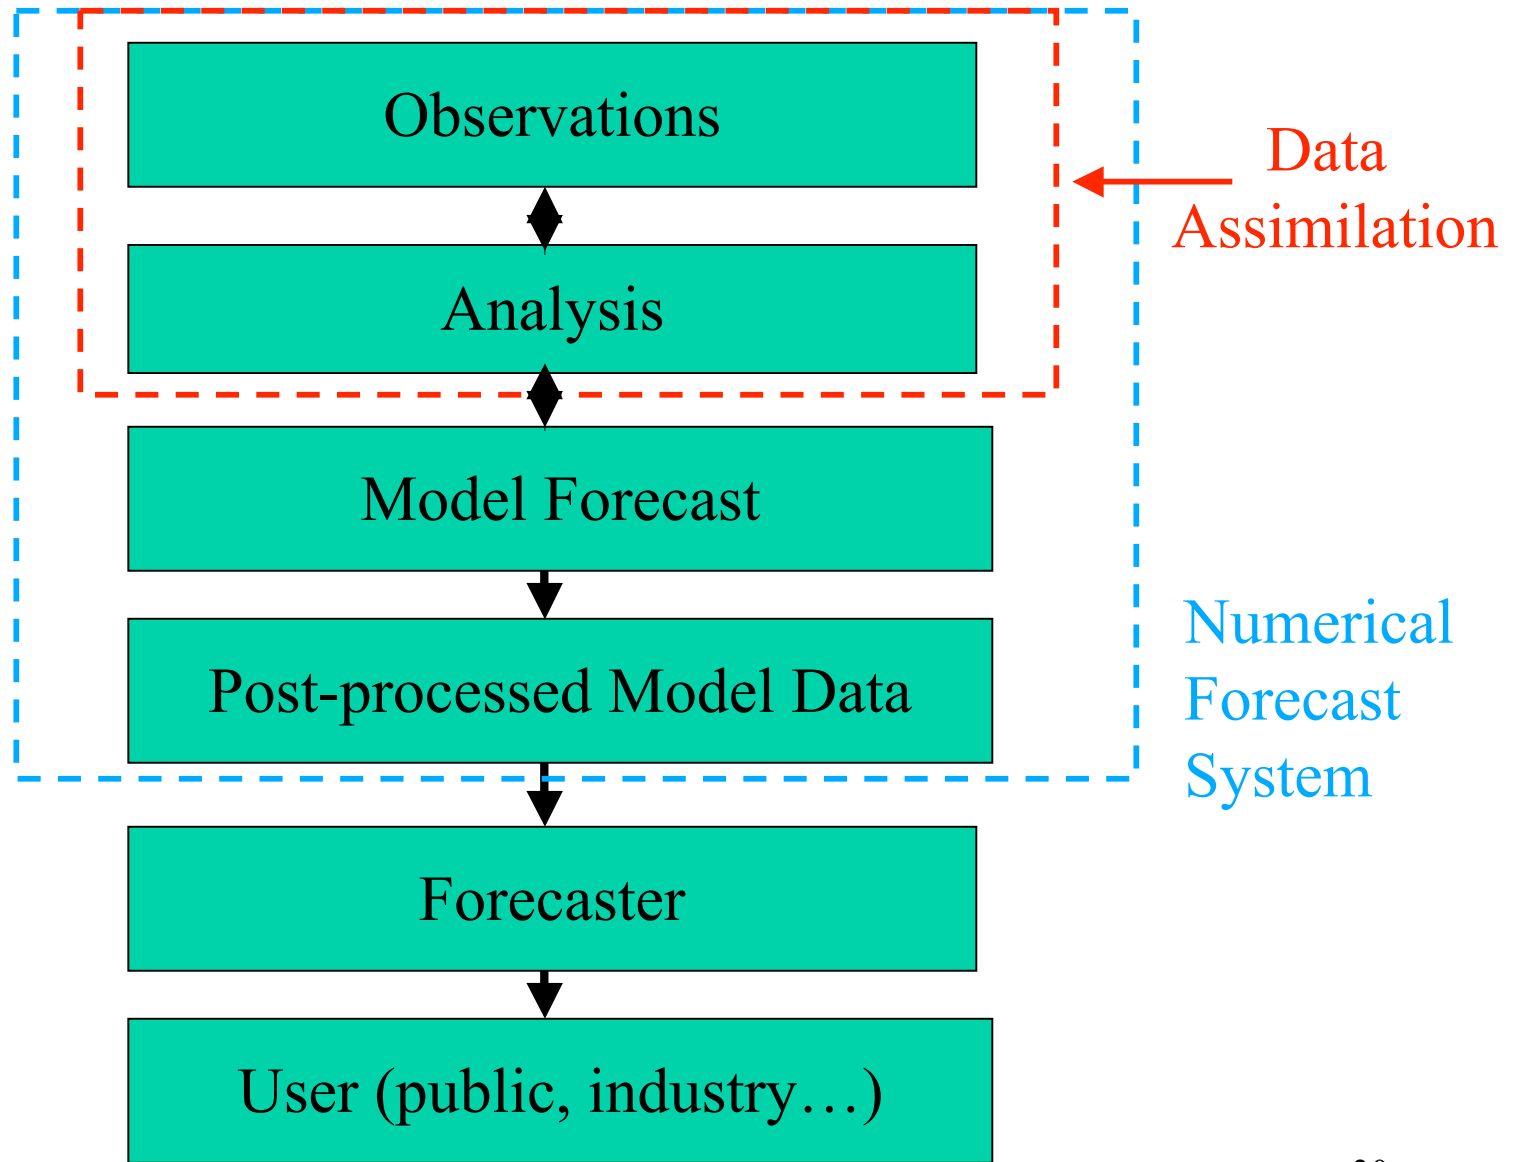 Observations
Data
Assimilation
Analysis
Model Forecast
Numerical
Forecast
System
Post-processed Model Data
Forecaster
User (public, industry…)